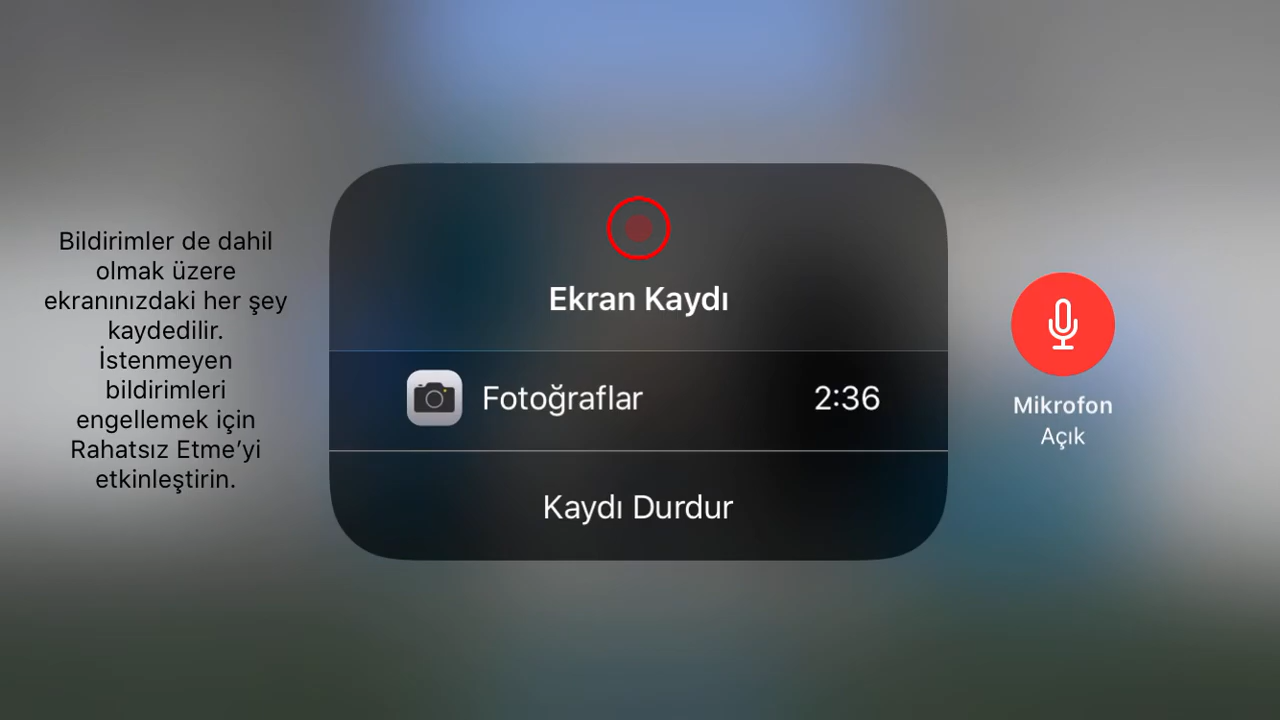 Bildirimler de dahil
olmak üzere
ekranınızdaki her şey
kaydedilir.
İstenmeyen
bildirimleri
engellemek için
Rahatsız Etme’yi
etkinleştirin.
Ekran Kaydı
Fotoğraflar 2:36
Kaydı Durdur
Mikrofon
Açık